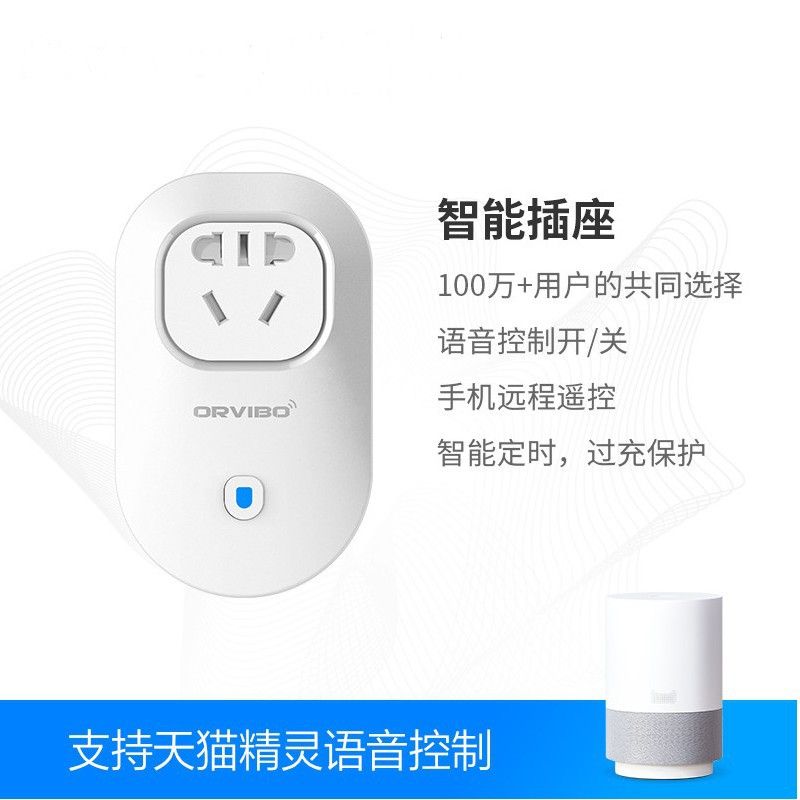 智能插座
100万+用户的共同选择
语音控制开/关
手机远程遥控
智能定时，过充保护
ORVIBO
支持天猫精灵语音控制